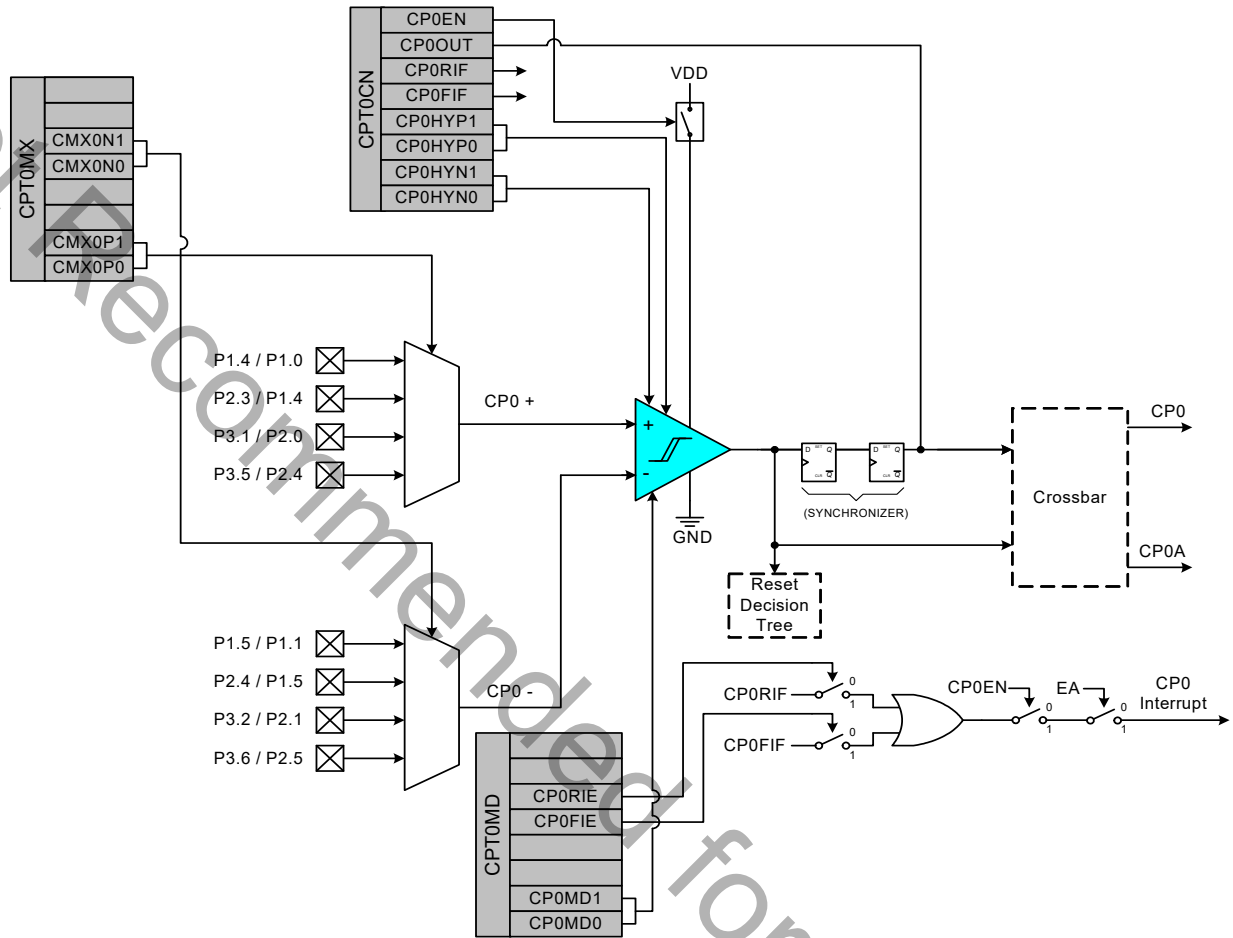 CPT0CN
CP0EN
CP0OUT
CP0RIF
CP0FIF
CP0HYP1
CP0HYP0
CP0HYN1
CP0HYN0
VDD
CPT0MX
CMX0N1
CMX0N0
CMX0P1
CMX0P0
P1.4 / P1.0
P2.3 / P1.4
P3.1 / P2.0
P3.5 / P2.4
CP0 +
+
-
GND
D SET Q
CLR Q
D SET Q
CLR Q
(SYNCHRONIZER)
Crossbar
CP0
CP0A
Reset
Decision
Tree
P1.5 / P1.1
P2.4 / P1.5
P3.2 / P2.1
P3.6 / P2.5
CP0 -
CPT0MD
CP0RIE
CP0FIE
CP0MD1
CP0MD0
CP0RIF
0
1
CP0FIF
0
1
CP0EN
0
1
EA
0
1
CP0
Interrupt
Recommended for